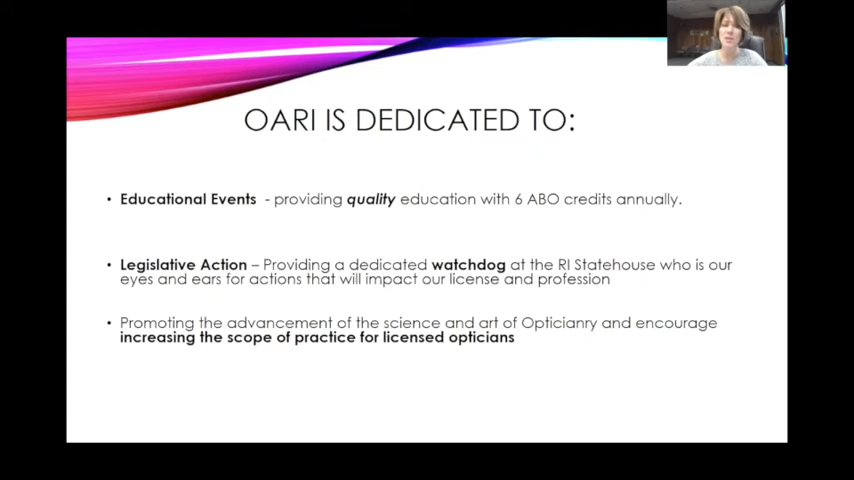 OARI IS DEDICATED TO:
• Educational Events - providing quality education with 6 ABO credits annually.
• Legislative Action – Providing a dedicated watchdog at the RI Statehouse who is our
eyes and ears for actions that will impact our license and profession
• Promoting the advancement of the science and art of Opticianry and encourage
increasing the scope of practice for licensed opticians